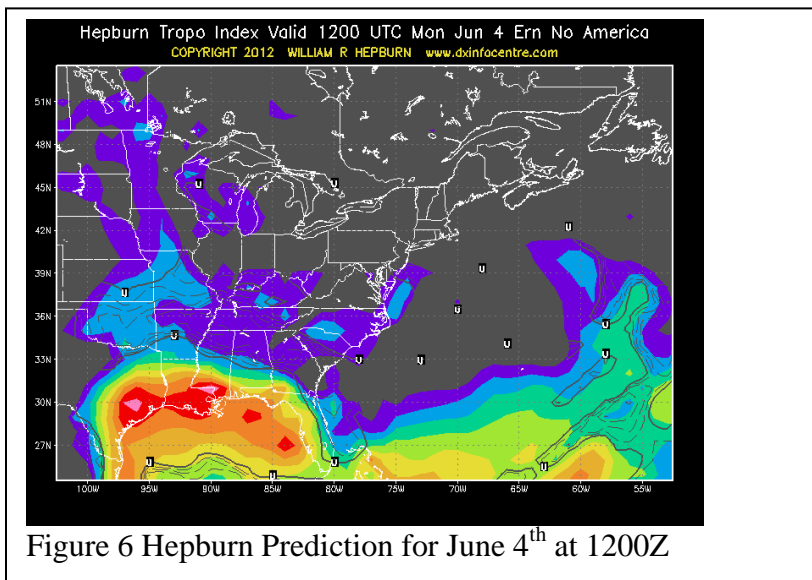 Hepburn Tropo Index Valid 1200 UTC Mon Jun 4 Ern No America
COPYRIGHT 2012 WILLIAM R HEPBURN www.dxinfocentre.com
51N
48N
U U
45N
U
42N
U
39N
U
U
36N
U
U
U U U
33N
U
30N
27N
U U
U U
100W 95W 90W 85W 80W 75W 70W 65W 60W 55W
Figure 6 Hepburn Prediction for June 4th at 1200Z